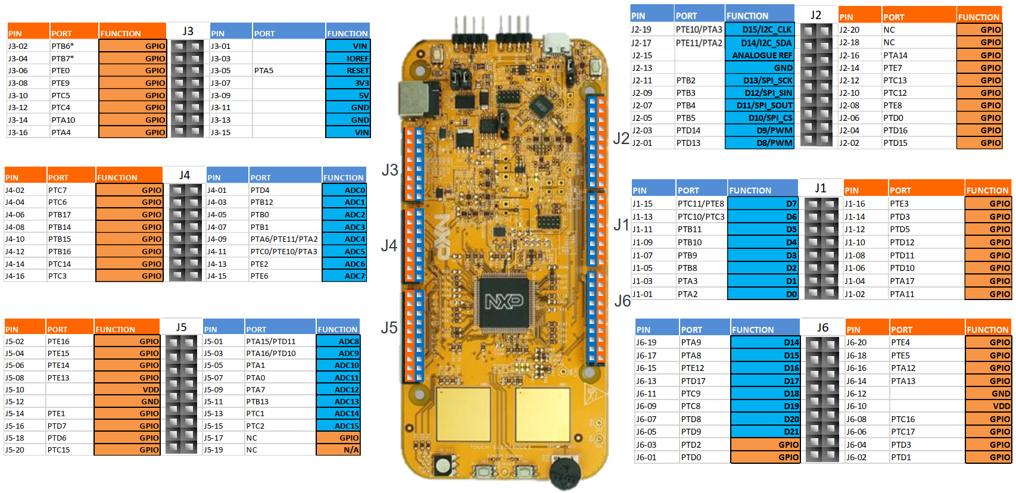 J3
PIN PORT FUNCTION PIN PORT FUNCTION
J3-02 PTB6* GPIO J3-01 VIN
J3-04 PTB7* GPIO J3-03 IOREF
J3-06 PTE0 GPIO J3-05 PTA5 RESET
J3-08 PTE9 GPIO J3-07 3V3
J3-10 PTC5 GPIO J3-09 5V
J3-12 PTC4 GPIO J3-11 GND
J3-14 PTA10 GPIO J3-13 GND
J3-16 PTA4 GPIO J3-15 VIN
J4
PIN PORT FUNCTION PIN PORT FUNCTION
J4-02 PTC7 GPIO J4-01 PTD4 ADC0
J4-04 PTC6 GPIO J4-03 PTB12 ADC1
J4-06 PTB17 GPIO J4-05 PTB0 ADC2
J4-08 PTB14 GPIO J4-07 PTB1 ADC3
J4-10 PTB15 GPIO J4-09 PTA6/PTE11/PTA2 ADC4
J4-12 PTB16 GPIO J4-11 PTC0/PTE10/PTA3 ADC5
J4-14 PTC14 GPIO J4-13 PTE2 ADC6
J4-16 PTC3 GPIO J4-15 PTE6 ADC7
J5
PIN PORT FUNCTION PIN PORT FUNCTION
J5-02 PTE16 GPIO J5-01 PTA15/PTD11 ADC8
J5-04 PTE15 GPIO J5-03 PTA16/PTD10 ADC9
J5-06 PTE14 GPIO J5-05 PTA1 ADC10
J5-08 PTE13 GPIO J5-07 PTA0 ADC11
J5-10 VDD J5-09 PTA7 ADC12
J5-12 GND J5-11 PTB13 ADC13
J5-14 PTE1 GPIO J5-13 PTC1 ADC14
J5-16 PTD7 GPIO J5-15 PTC2 ADC15
J5-18 PTD6 GPIO J5-17 NC GPIO
J5-20 PTC15 GPIO J5-19 NC N/A
J3
J4
J5
NXP
NXP
J2
J1
J6
J2
PIN PORT FUNCTION PIN PORT FUNCTION
J2-19 PTE10/PTA3 D15/I2C_CLK J2-20 NC GPIO
J2-17 PTE11/PTA2 D14/I2C_SDA J2-18 NC GPIO
J2-15 ANALOGUE REF J2-16 PTA14 GPIO
J2-13 GND J2-14 PTE7 GPIO
J2-11 PTB2 D13/SPI_SCK J2-12 PTC13 GPIO
J2-09 PTB3 D12/SPI_SIN J2-10 PTC12 GPIO
J2-07 PTB4 D11/SPI_SOUT J2-08 PTE8 GPIO
J2-05 PTB5 D10/SPI_CS J2-06 PTD0 GPIO
J2-03 PTD14 D9/PWM J2-04 PTD16 GPIO
J2-01 PTD13 D8/PWM J2-02 PTD15 GPIO
J1
PIN PORT FUNCTION PIN PORT FUNCTION
J1-15 PTC11/PTE8 D7 J1-16 PTE3 GPIO
J1-13 PTC10/PTC3 D6 J1-14 PTD3 GPIO
J1-11 PTB11 D5 J1-12 PTD5 GPIO
J1-09 PTB10 D4 J1-10 PTD12 GPIO
J1-07 PTB9 D3 J1-08 PTD11 GPIO
J1-05 PTB8 D2 J1-06 PTD10 GPIO
J1-03 PTA3 D1 J1-04 PTA17 GPIO
J1-01 PTA2 D0 J1-02 PTA11 GPIO
J6
PIN PORT FUNCTION PIN PORT FUNCTION
J6-19 PTA9 D14 J6-20 PTE4 GPIO
J6-17 PTA8 D15 J6-18 PTE5 GPIO
J6-15 PTE12 D16 J6-16 PTA12 GPIO
J6-13 PTD17 D17 J6-14 PTA13 GPIO
J6-11 PTC9 D18 J6-12 GND
J6-09 PTC8 D19 J6-10 VDD
J6-07 PTD8 D20 J6-08 PTC16 GPIO
J6-05 PTD9 D21 J6-06 PTC17 GPIO
J6-03 PTD2 GPIO J6-04 PTD3 GPIO
J6-01 PTD0 GPIO J6-02 PTD1 GPIO